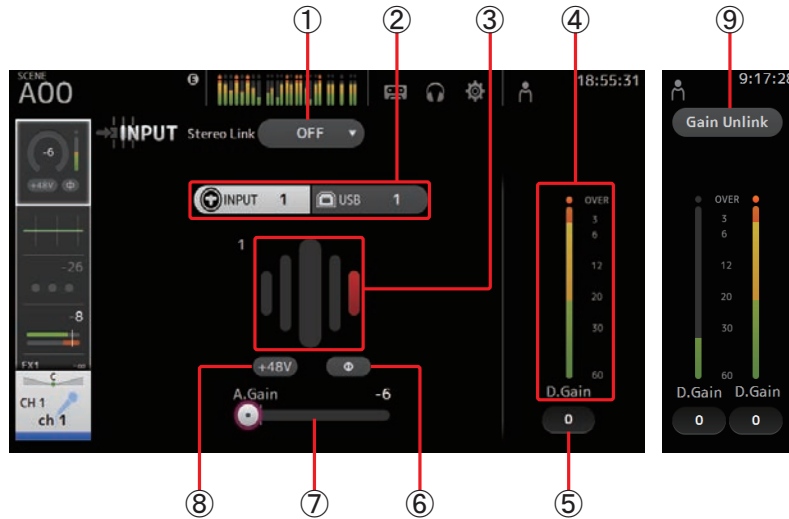 ① ② ③ ④ ⑨
SCENE
A00
E
18:55:31
9:17:28
INPUT Stereo Link OFF
Gain Unlink
-6
+48V Φ
INPUT 1 USB 1
1
-26
-8
FX1 -∞
C
CH 1
ch 1
+48V Φ
A.Gain -6
OVER
3
6
12
20
30
60
D.Gain
0
OVER
3
6
12
20
30
60
D.Gain D.Gain
0 0
⑧ ⑦ ⑥ ⑤